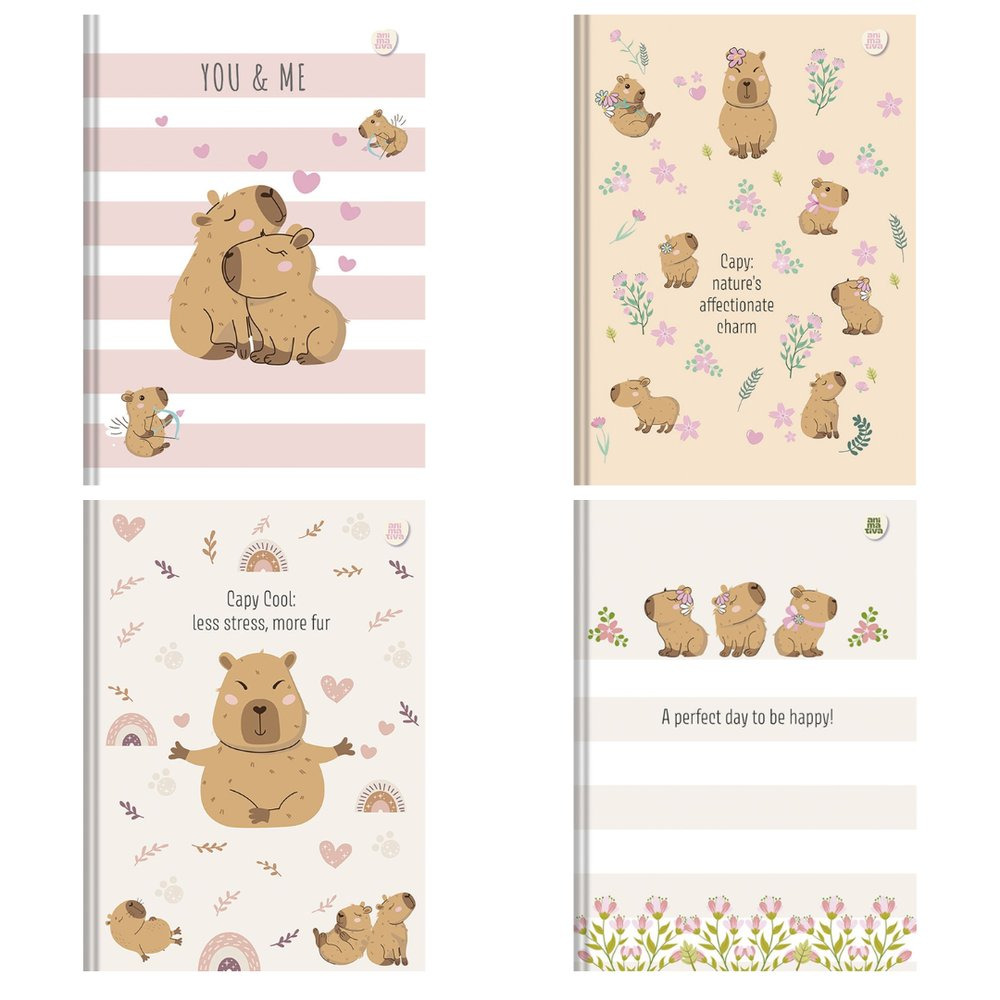 ani
ma
tiva
YOU & ME
ani
ma
tiva
Capy:
nature's
affectionate
charm
ani
ma
tiva
Capy Cool:
less stress, more fur
ani
ma
tiva
A perfect day to be happy!